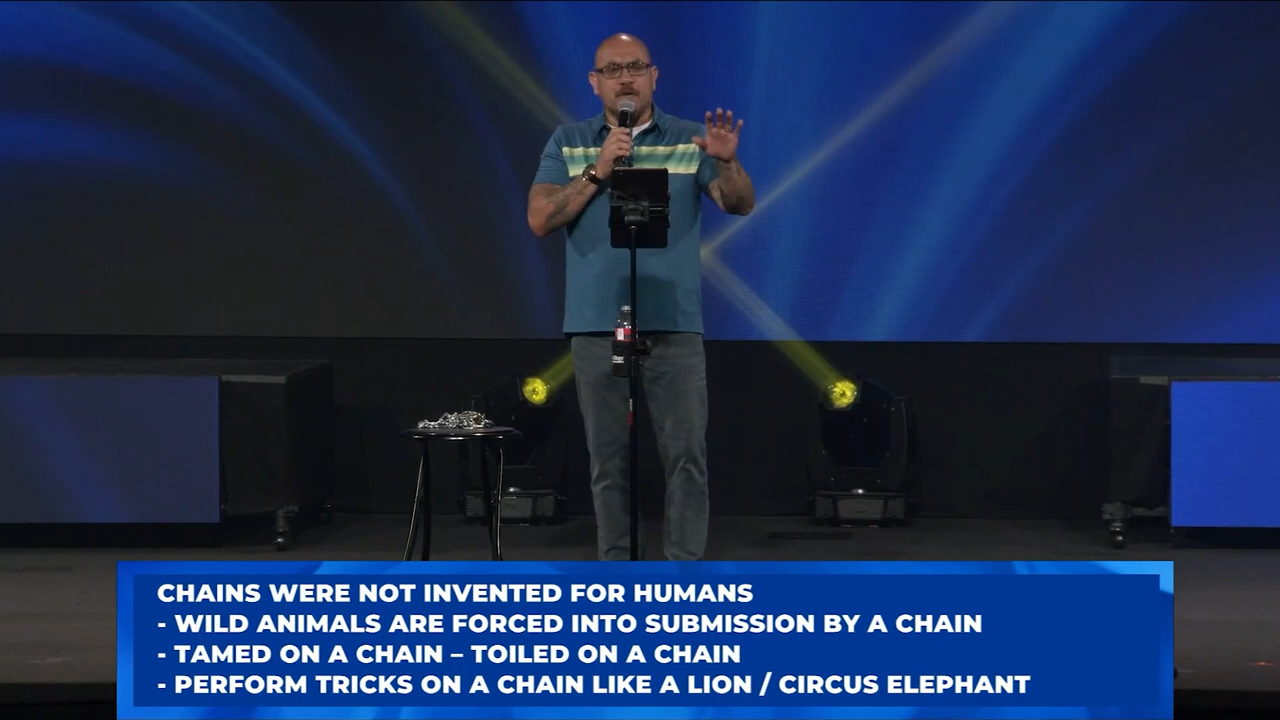 CHAINS WERE NOT INVENTED FOR HUMANS
- WILD ANIMALS ARE FORCED INTO SUBMISSION BY A CHAIN
- TAMED ON A CHAIN – TOILED ON A CHAIN
- PERFORM TRICKS ON A CHAIN LIKE A LION / CIRCUS ELEPHANT